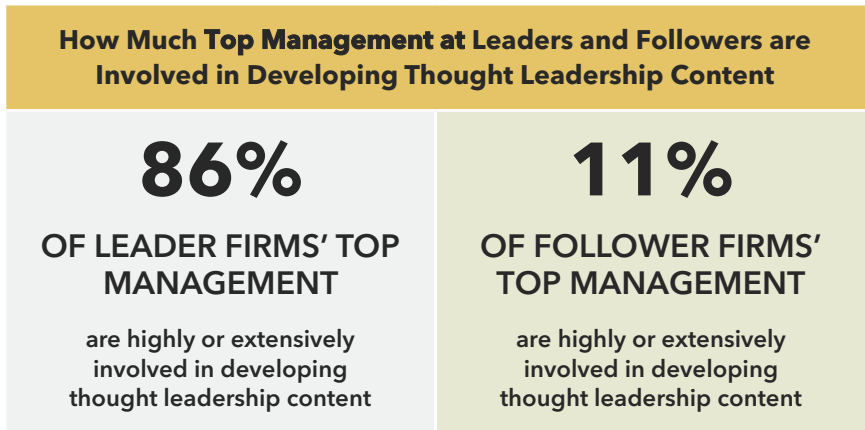 How Much Top Management at Leaders and Followers are
Involved in Developing Thought Leadership Content
86%
OF LEADER FIRMS’ TOP
MANAGEMENT
are highly or extensively
involved in developing
thought leadership content
11%
OF FOLLOWER FIRMS’
TOP MANAGEMENT
are highly or extensively
involved in developing
thought leadership content